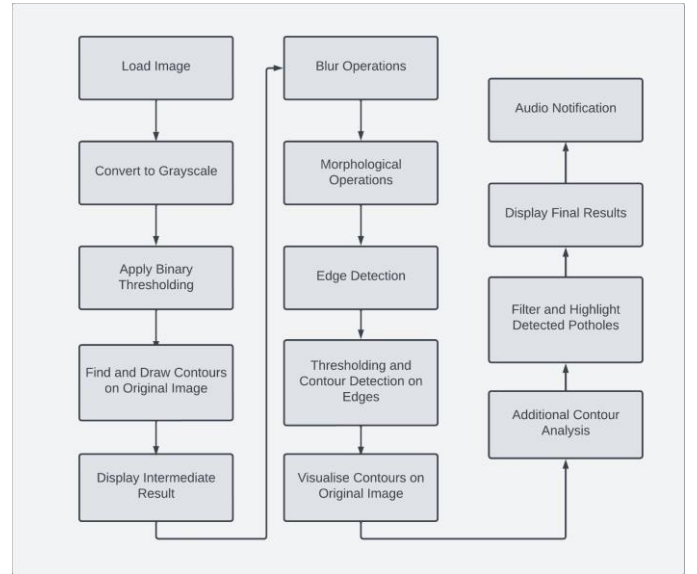 Load Image
Convert to Grayscale
Apply Binary
Thresholding
Find and Draw Contours
on Original Image
Display Intermediate
Result
Blur Operations
Morphological
Operations
Edge Detection
Thresholding and
Contour Detection on
Edges
Visualise Contours on
Original Image
Additional Contour
Analysis
Filter and Highlight
Detected Potholes
Display Final Results
Audio Notification